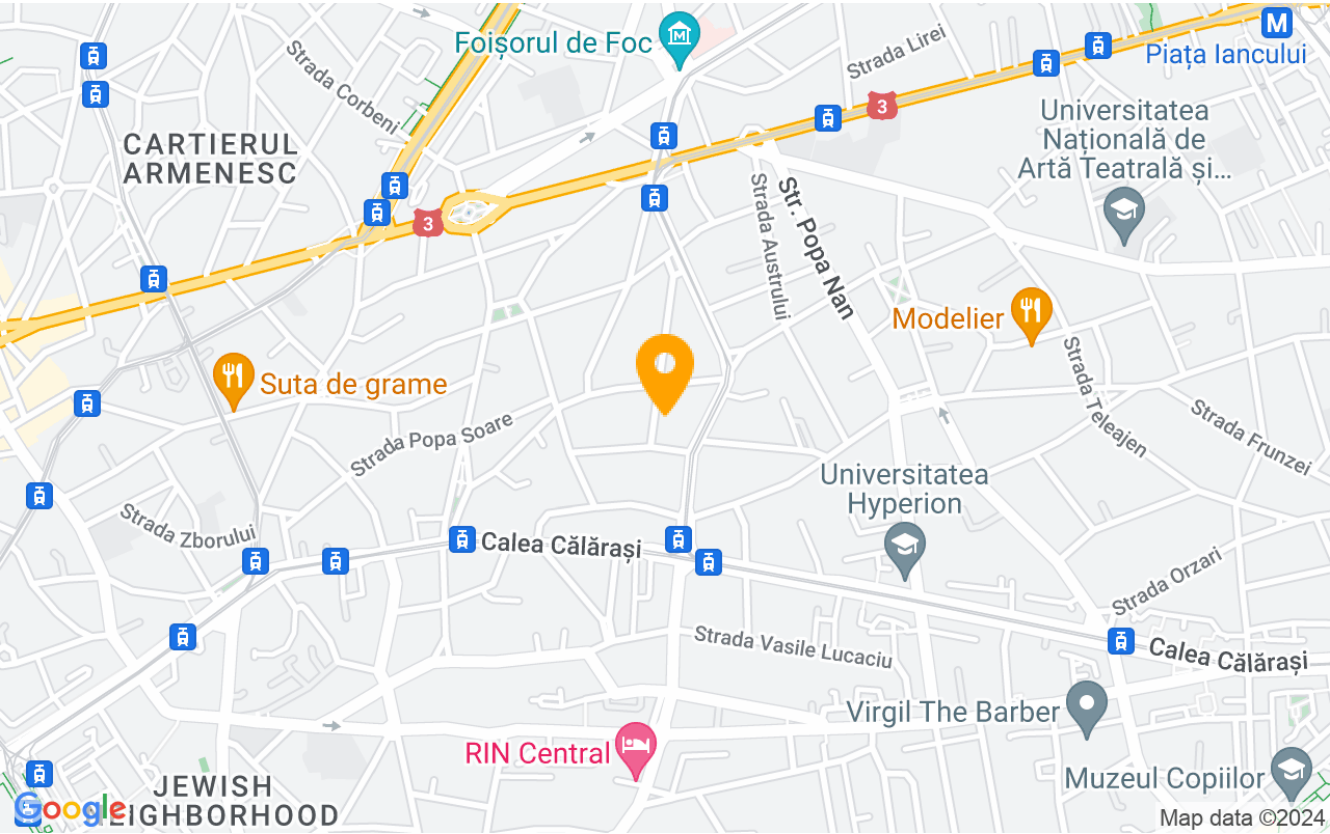 Foișorul de Foc
Strada Lirei
M
Piața Iancului
Strada Corbeni
3
Universitatea
Națională de
Artă Teatrală și...
CARTIERUL
ARMENESC
3
Strada Austrului
Str. Popa Nan
Modelier
Suta de grame
Strada Teleajen
Strada Frunzei
Strada Popa Soare
Universitatea
Hyperion
Strada Zborului
Calea Călărași
Strada Orzari
Strada Vasile Lucaciu
Calea Călărași
Virgil The Barber
RIN Central
Muzeul Copiilor
JEWISH
NEIGHBORHOOD
Google
Map data ©2024